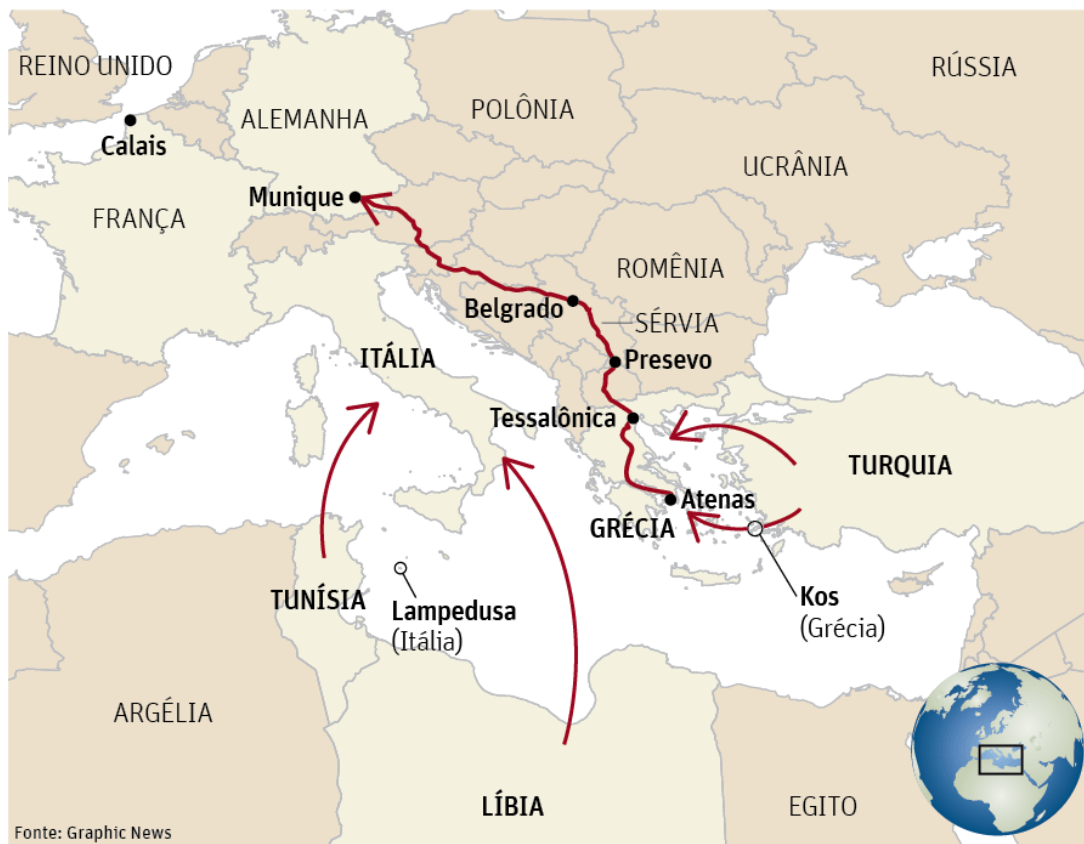 REINO UNIDO
RÚSSIA
POLÔNIA
ALEMANHA
Calais
UCRÂNIA
Munique
FRANÇA
ROMÊNIA
Belgrado
SÉRVIA
ITÁLIA
Presevo
Tessalônica
TURQUIA
Atenas
GRÉCIA
TUNÍSIA
Lampedusa
(Itália)
Kos
(Grécia)
ARGÉLIA
LÍBIA
EGITO
Fonte: Graphic News